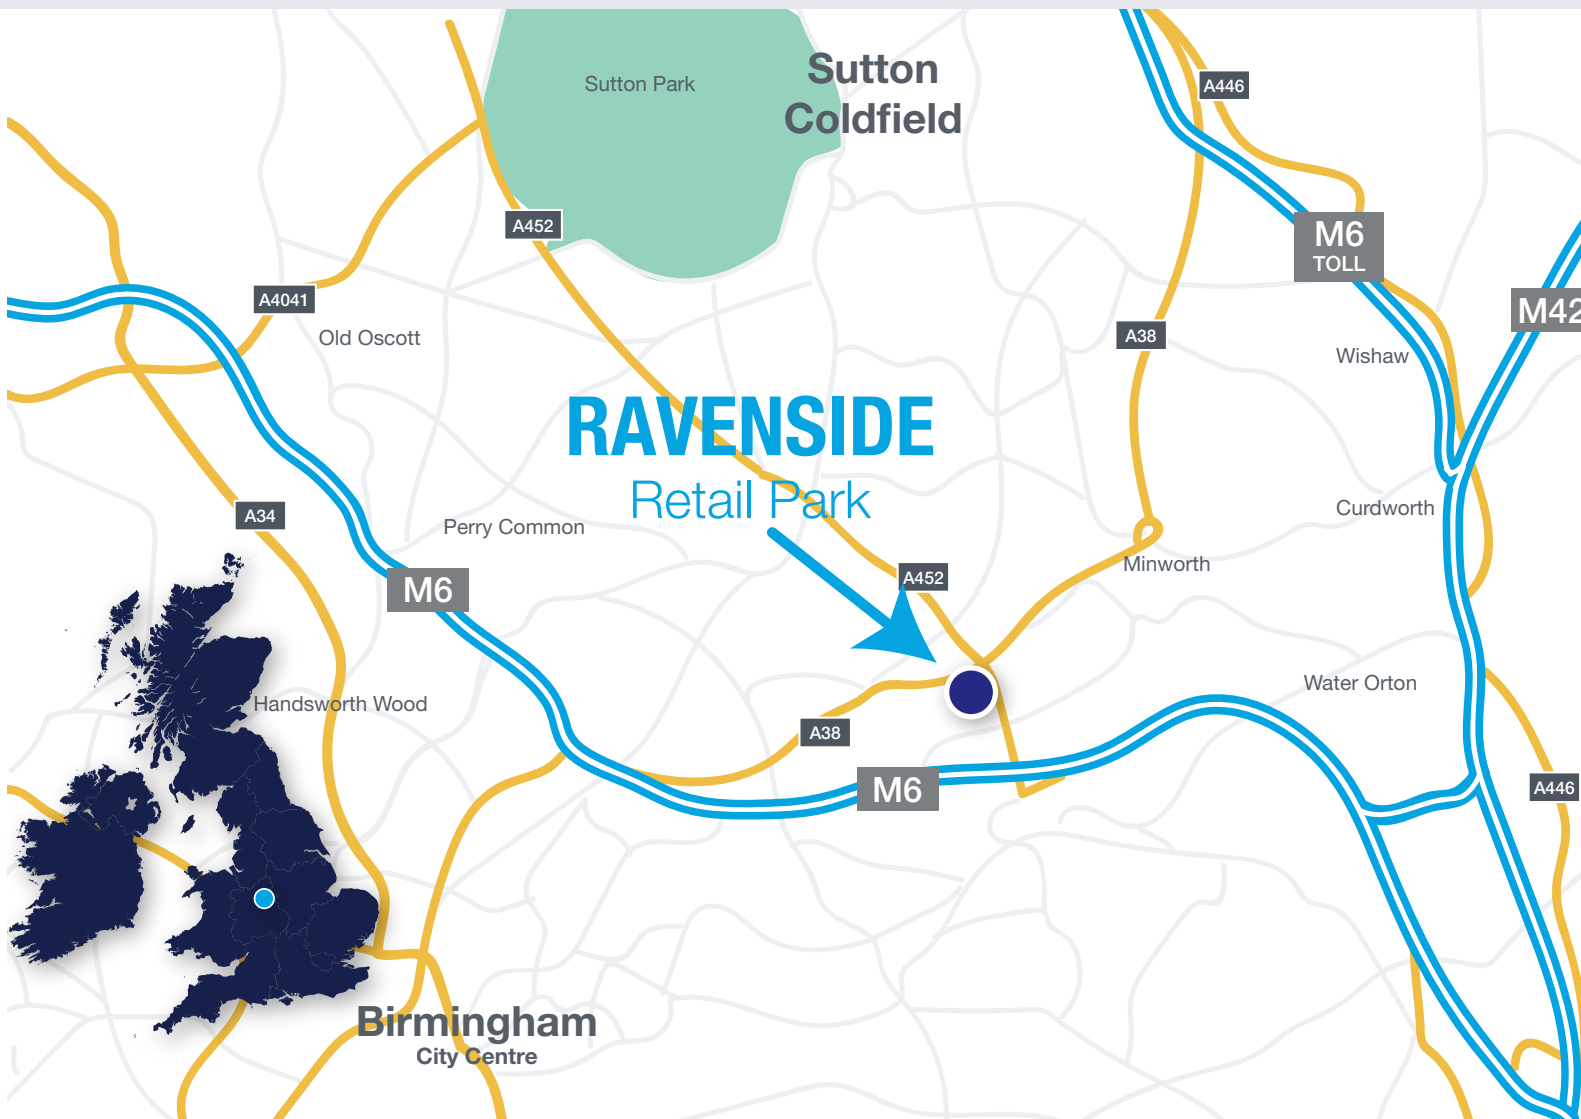 Sutton
Coldfield
Sutton Park
A446
A452
M6
TOLL
A4041
M42
Old Oscott
A38
Wishaw
RAVENSIDE
Retail Park
A34
Perry Common
Curdworth
Minworth
A452
M6
Handsworth Wood
Water Orton
A38
M6
A446
Birmingham
City Centre